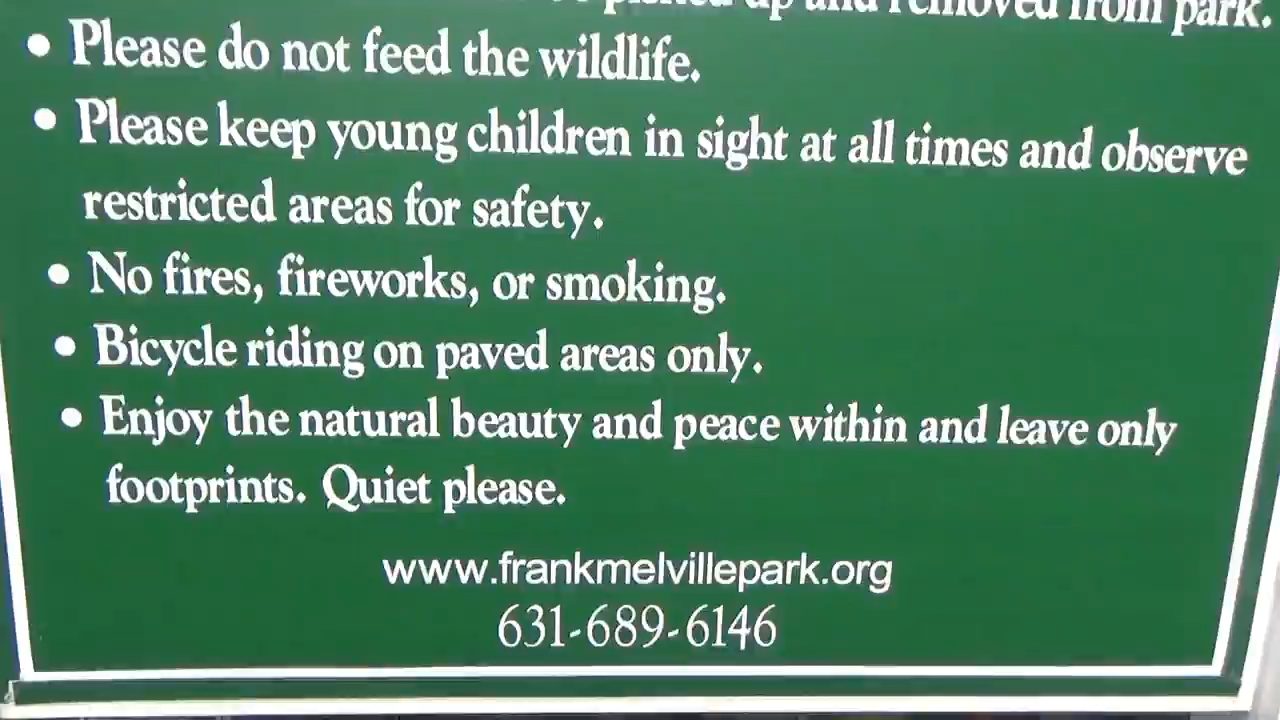 up and removed from park.
• Please do not feed the wildlife.
• Please keep young children in sight at all times and observe
restricted areas for safety.
• No fires, fireworks, or smoking.
• Bicycle riding on paved areas only.
• Enjoy the natural beauty and peace within and leave only
footprints. Quiet please.
www.frankmelvillepark.org
631-689-6146